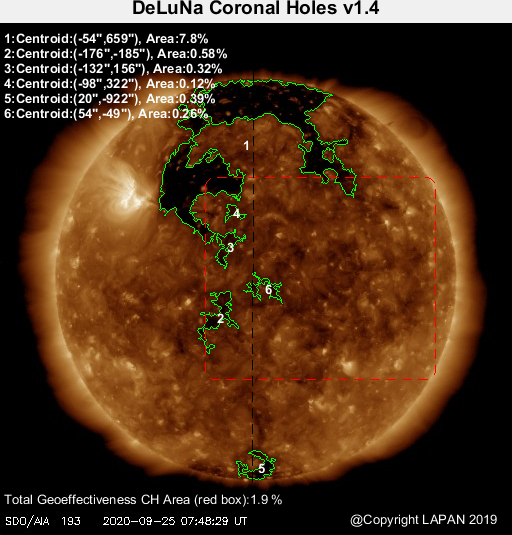 DeLuNa Coronal Holes v1.4
1:Centroid:(-54",659"), Area:7.8%
2:Centroid:(-176",-185"), Area:0.58%
3:Centroid:(-132",156"), Area:0.32%
4:Centroid:(-98",322"), Area:0.12%
5:Centroid:(20",-922"), Area:0.39%
6:Centroid:(54",-49"), Area:0.26%
1
4
3
6
2
5
Total Geoeffectiveness CH Area (red box):1.9 %
SDO/AIA 193 2020-09-25 07:48:29 UT
@Copyright LAPAN 2019